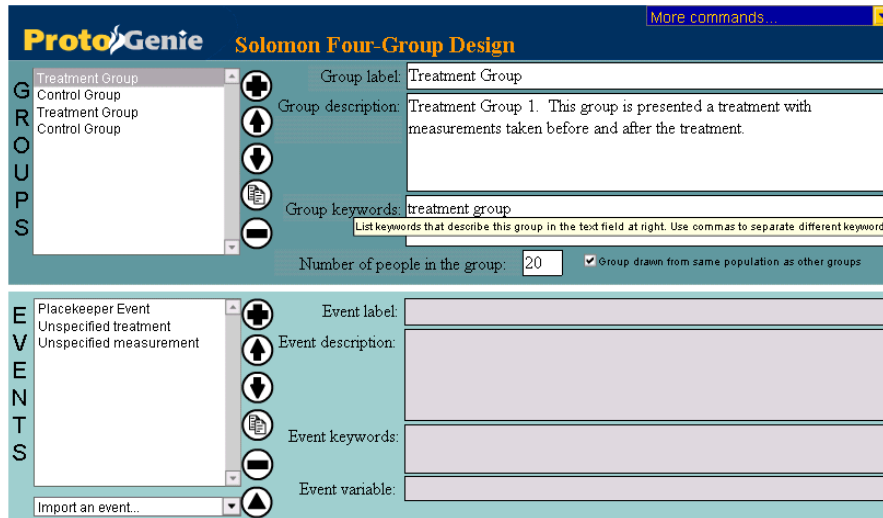 More commands...
ProtoGenie
Solomon Four-Group Design
GROUPS
Treatment Group
Control Group
Treatment Group
Control Group
Group label:
Treatment Group
Group description:
Treatment Group 1. This group is presented a treatment with
measurements taken before and after the treatment.
Group keywords:
treatment group
List keywords that describe this group in the text field at right. Use commas to separate different keyword
Number of people in the group:
20
Group drawn from same population as other groups
EVENTS
Placekeeper Event
Unspecified treatment
Unspecified measurement
Import an event...
Event label:
Event description:
Event keywords:
Event variable: